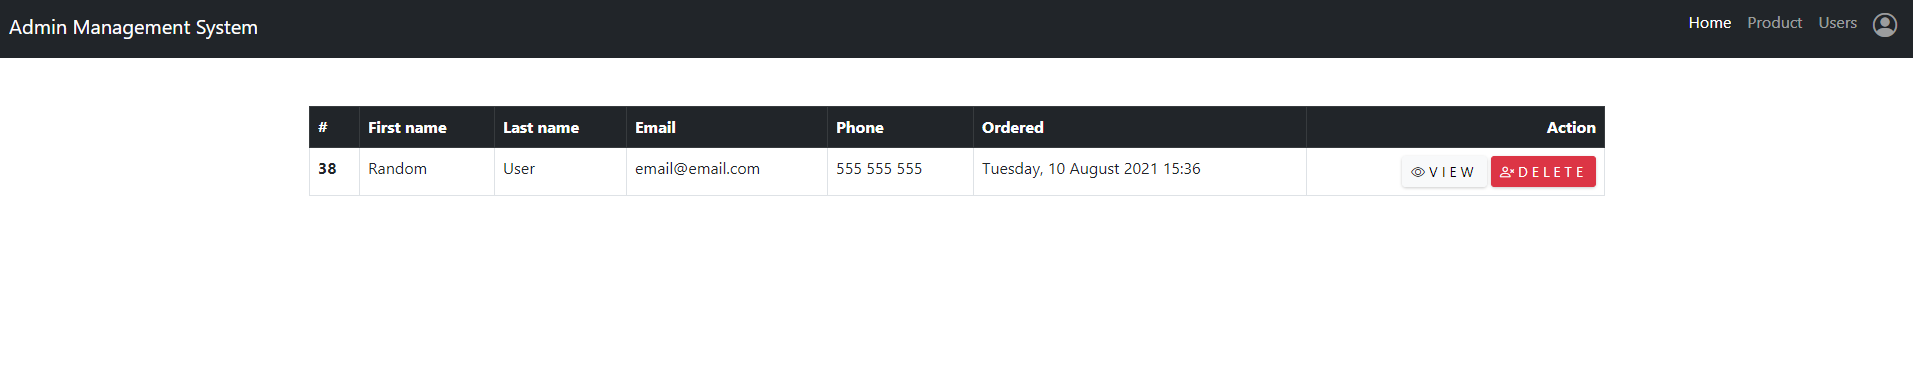 Admin Management System Home Product Users
# First name Last name Email Phone Ordered Action
38 Random User email@email.com 555 555 555 Tuesday, 10 August 2021 15:36 VIEW DELETE